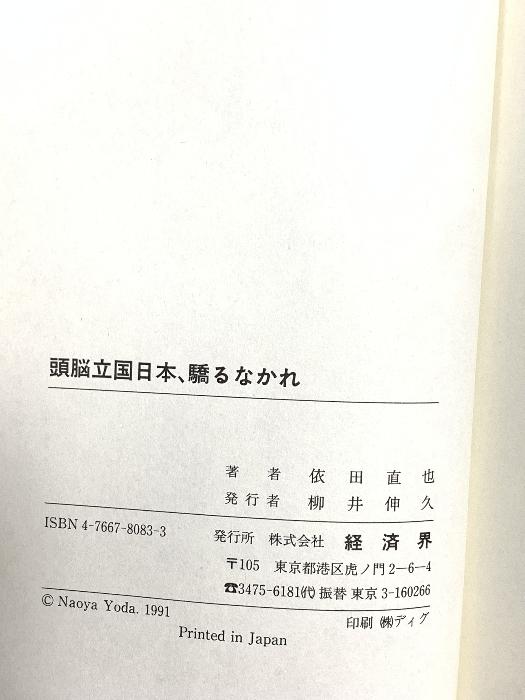 頭脳立国日本、驕るなかれ
著者 依田直也
発行者 柳井伸久
ISBN 4-7667-8083-3
発行所 株式会社 経済界
〒105 東京都港区虎ノ門2-6-4
☎3475-6181㈹ 振替 東京3-160266
© Naoya Yoda. 1991
印刷 ㈱ディグ
Printed in Japan